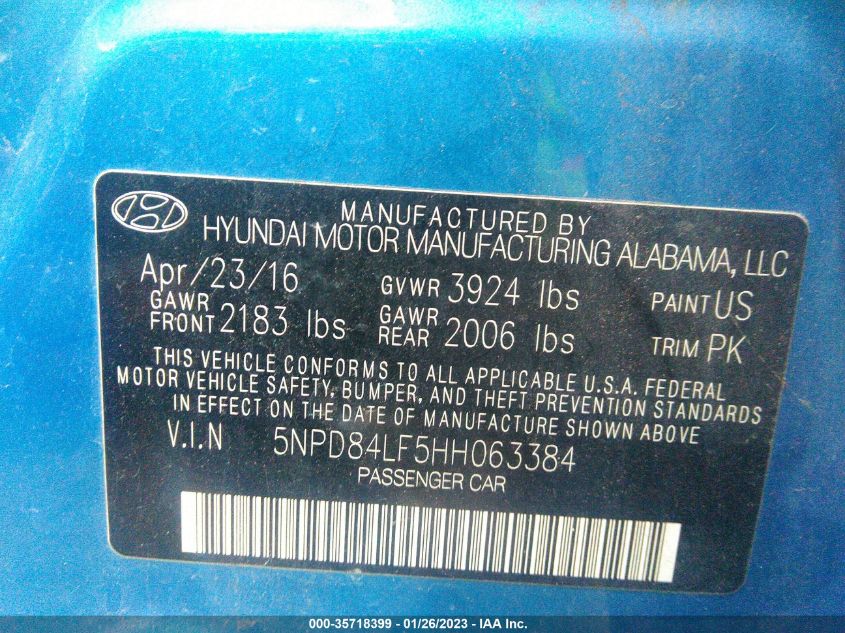 MANUFACTURED BY
HYUNDAI MOTOR MANUFACTURING ALABAMA, LLC
Apr/23/16 GVWR 3924 lbs PAINT US
GAWR FRONT 2183 lbs GAWR REAR 2006 lbs TRIM PK
THIS VEHICLE CONFORMS TO ALL APPLICABLE U.S.A. FEDERAL
MOTOR VEHICLE SAFETY, BUMPER, AND THEFT PREVENTION STANDARDS
IN EFFECT ON THE DATE OF MANUFACTURE SHOWN ABOVE
V.I.N 5NPD84LF5HH063384
PASSENGER CAR
000-35718399 - 01/26/2023 - IAA Inc.